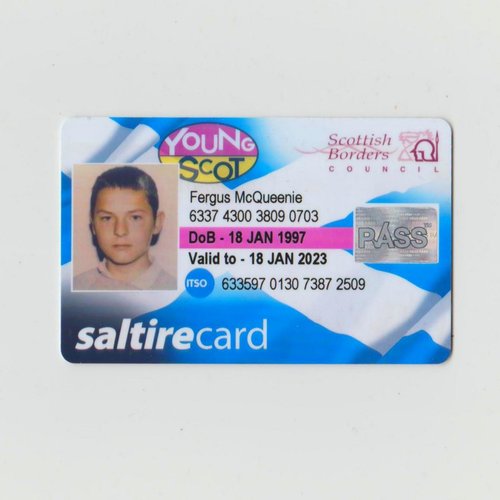 YOUNG
SCOT
Scottish
Borders
COUNCIL
Fergus McQueenie
6337 4300 3809 0703
DoB - 18 JAN 1997
PASS
Valid to - 18 JAN 2023
ITSO 633597 0130 7387 2509
saltirecard